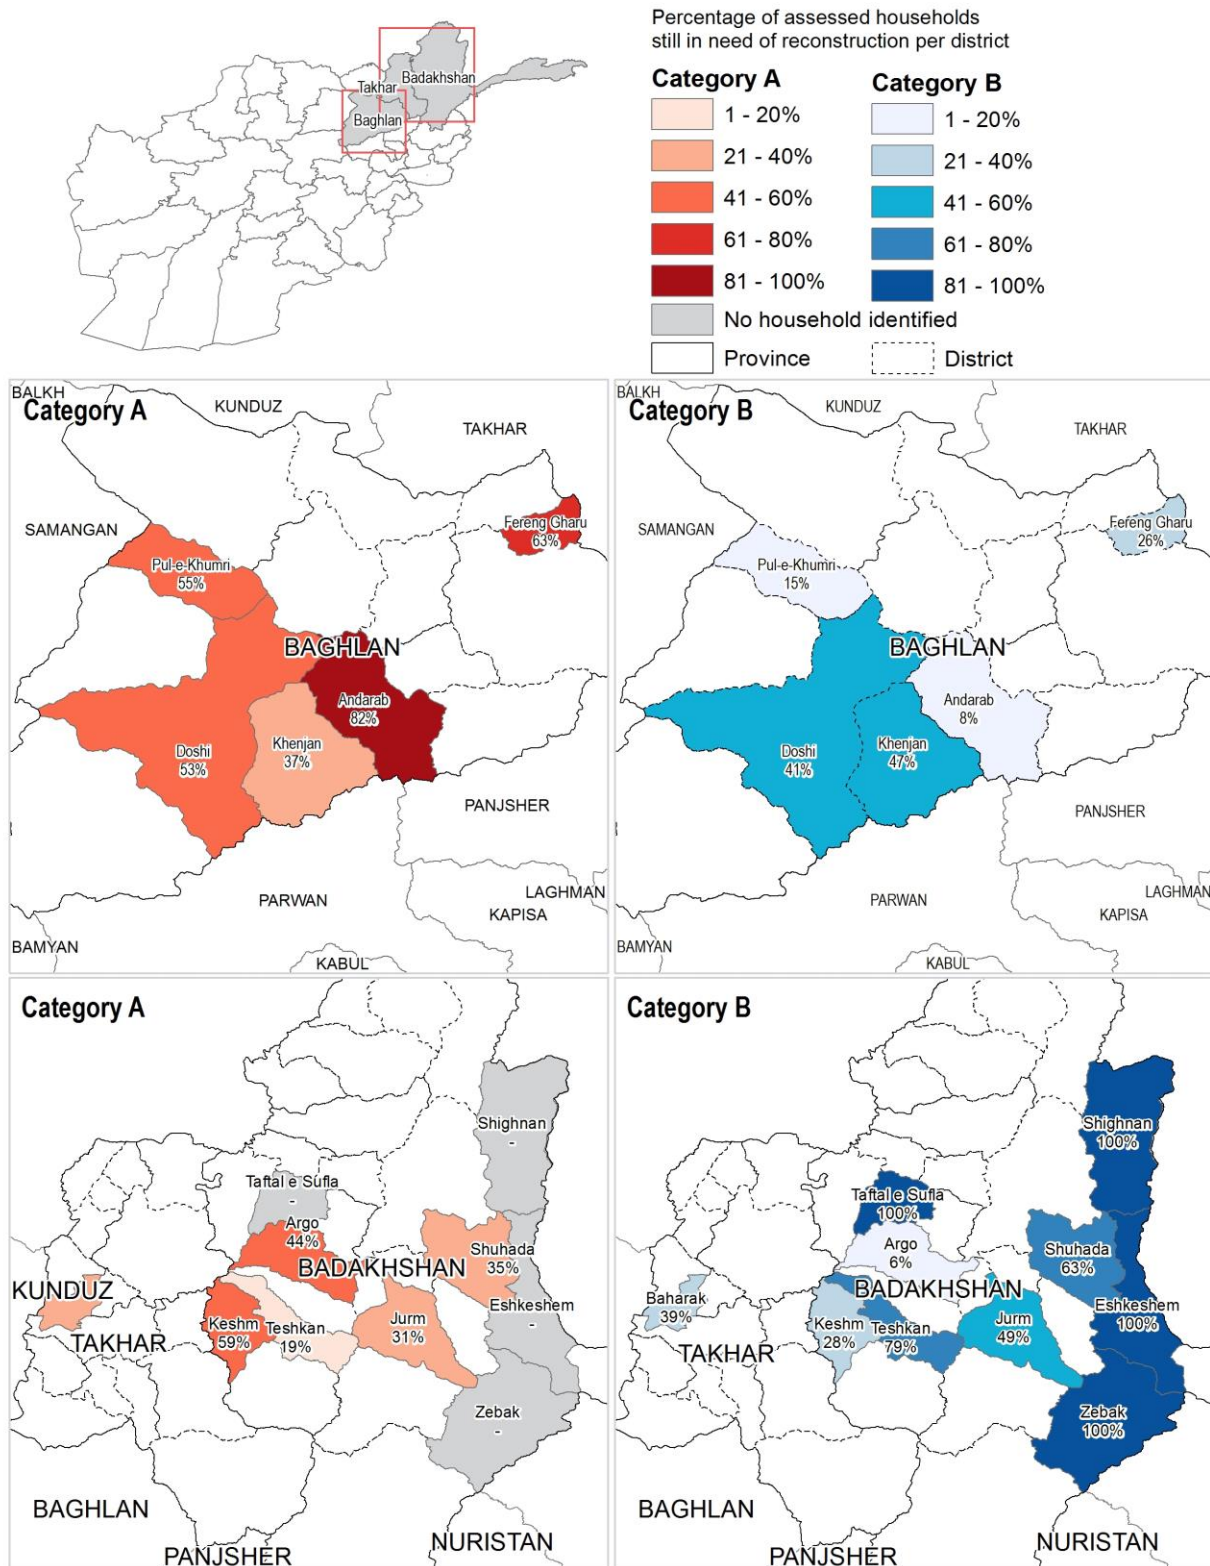 Percentage of assessed households
still in need of reconstruction per district
Category A
1 - 20%
21 - 40%
41 - 60%
61 - 80%
81 - 100%
No household identified
Province
Category B
1 - 20%
21 - 40%
41 - 60%
61 - 80%
81 - 100%
District
Badakhshan
Takhar
Baghlan
Category A
BALKH
KUNDUZ
TAKHAR
SAMANGAN
Fereng Gharu
63%
Pul-e-Khumri
55%
BAGHLAN
Andarab
82%
Doshi
53%
Khenjan
37%
PANJSHER
PARWAN
LAGHMAN
KAPISA
BAMYAN
KABUL
Category B
BALKH
KUNDUZ
TAKHAR
SAMANGAN
Fereng Gharu
26%
Pul-e-Khumri
15%
BAGHLAN
Andarab
8%
Doshi
41%
Khenjan
47%
PANJSHER
PARWAN
LAGHMAN
KAPISA
BAMYAN
KABUL
Category A
Shighnan
-
Taftal e Sufla
-
Argo
44%
BADAKHSHAN
Shuhada
35%
KUNDUZ
Eshkeshem
-
Keshm
59%
Teshkan
19%
Jurm
31%
TAKHAR
Zebak
-
BAGHLAN
NURISTAN
PANJSHER
Category B
Shighnan
100%
Taftal e Sufla
100%
Argo
6%
BADAKHSHAN
Shuhada
63%
Baharak
39%
Eshkeshem
100%
Keshm
28%
Teshkan
79%
Jurm
49%
TAKHAR
Zebak
100%
BAGHLAN
NURISTAN
PANJSHER